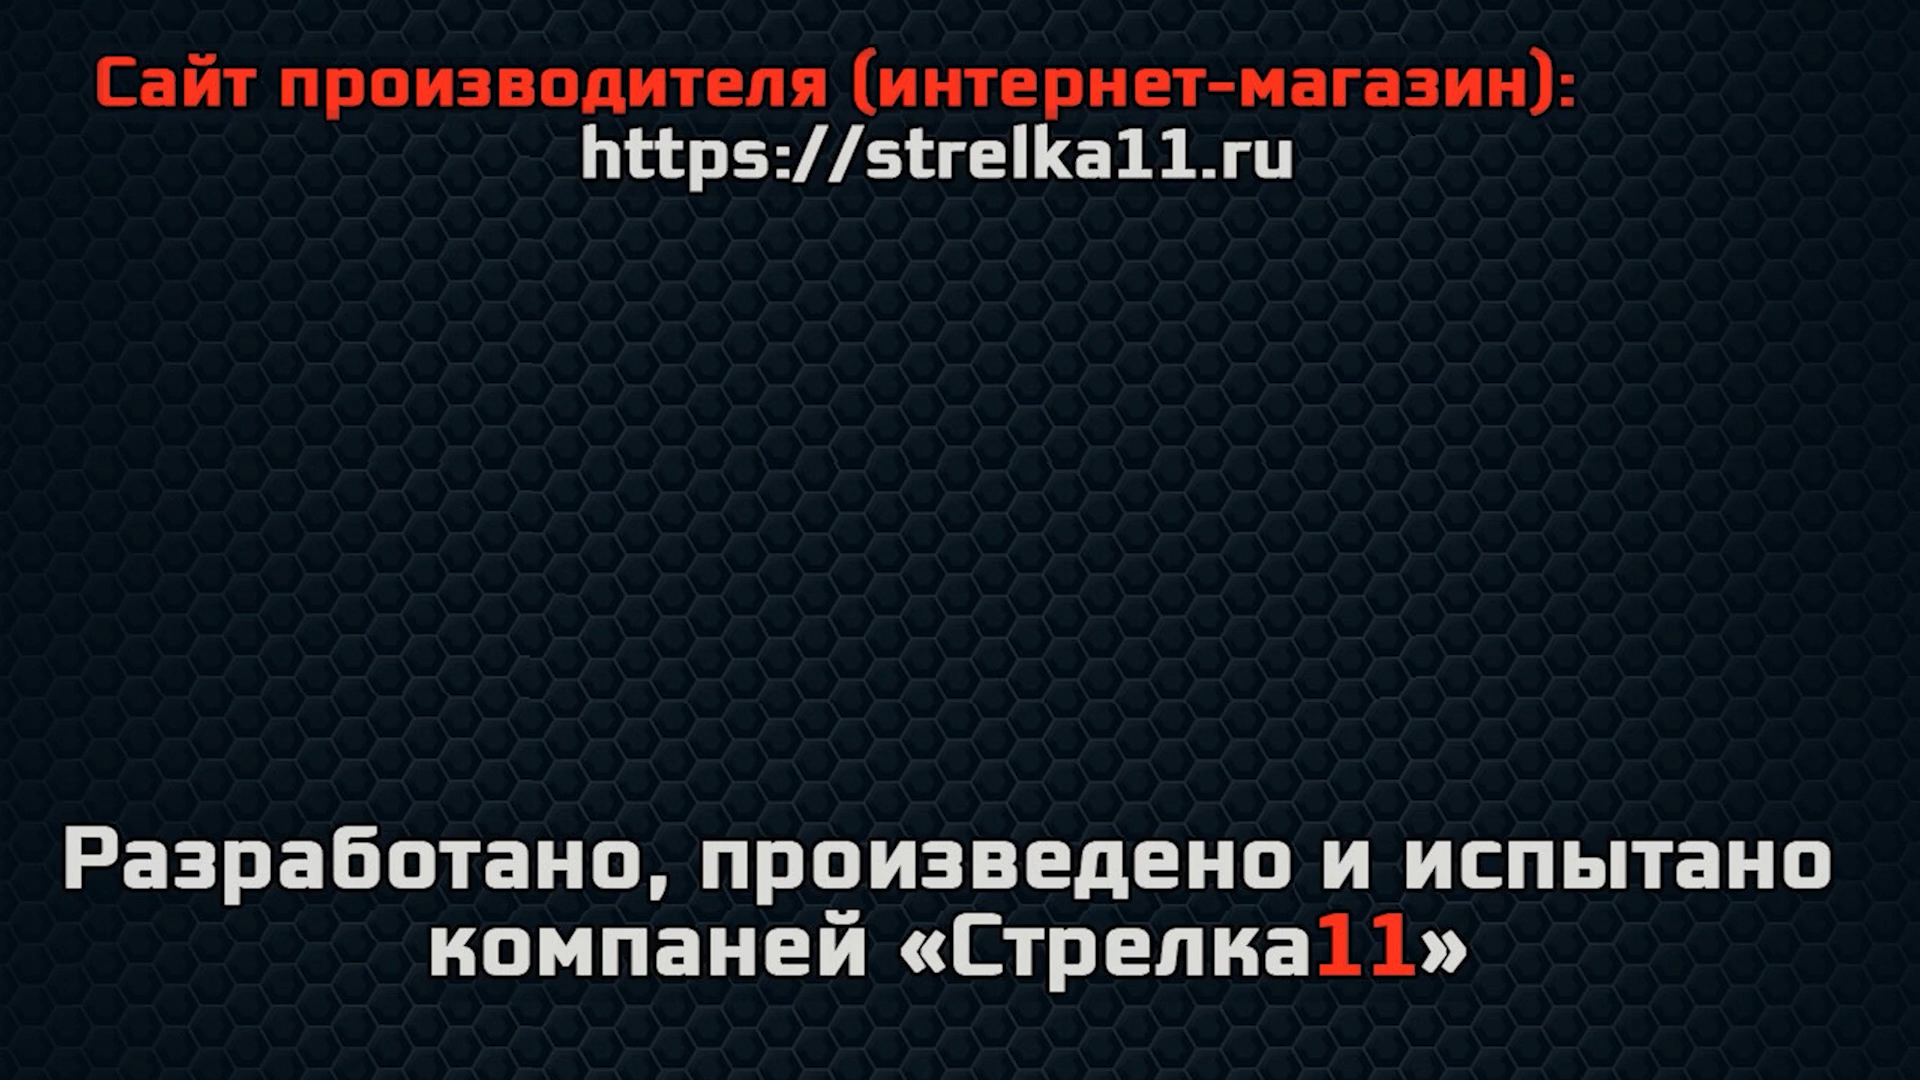 Сайт производителя (интернет-магазин):
https://strelka11.ru
Разработано, произведено и испытано
компаней «Стрелка11»